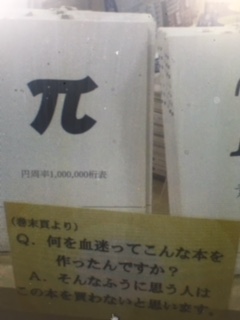 π
円周率1,000,000桁表
(巻末頁より)
Q. 何を血迷ってこんな本を
作ったんですか?
A. そんなふうに思う人は
この本を買わないと思います。